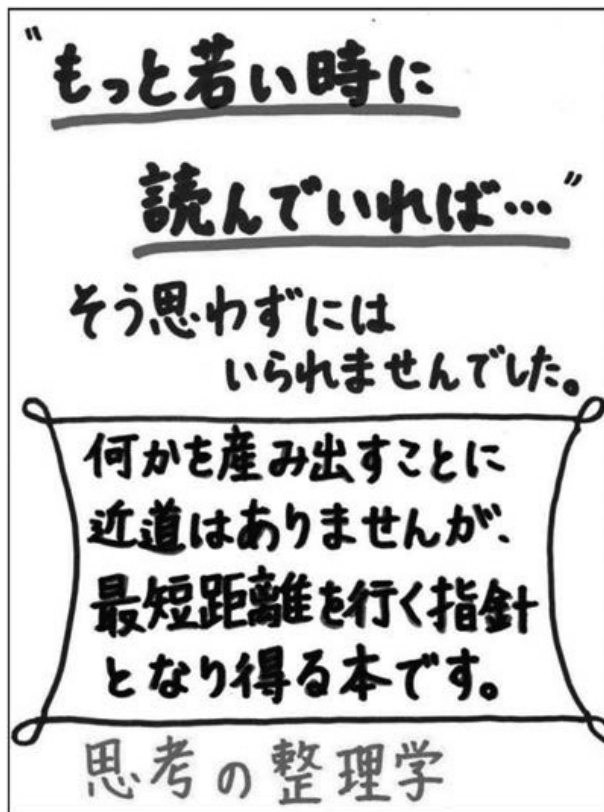 “もっと若い時に
読んでいれば…”
そう思わずには
いられませんでした。
何かを産み出すことに
近道はありませんが、
最短距離を行く指針
となり得る本です。
思考の整理学